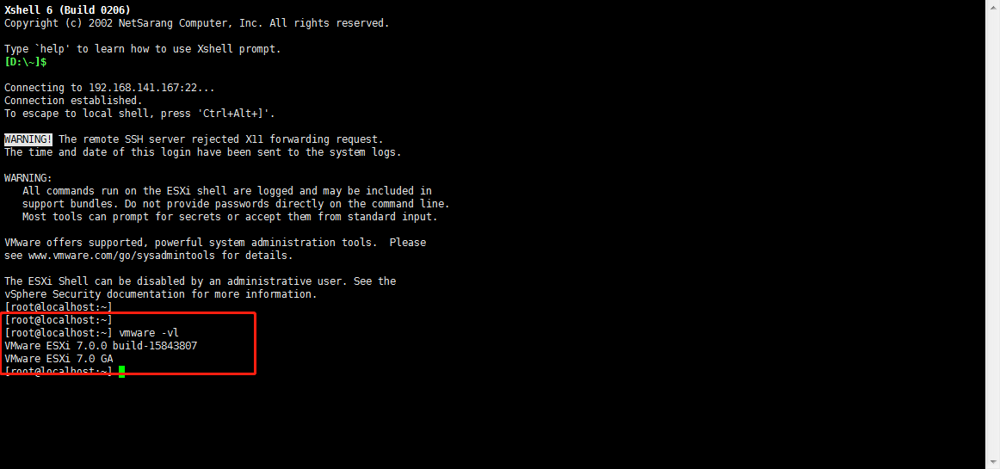 Xshell 6 (Build 0206)
Copyright (c) 2002 NetSarang Computer, Inc. All rights reserved.
Type `help' to learn how to use Xshell prompt.
[D:\~]$
Connecting to 192.168.141.167:22...
Connection established.
To escape to local shell, press 'Ctrl+Alt+]'.
WARNING! The remote SSH server rejected X11 forwarding request.
The time and date of this login have been sent to the system logs.
WARNING:
   All commands run on the ESXi shell are logged and may be included in
   support bundles. Do not provide passwords directly on the command line.
   Most tools can prompt for secrets or accept them from standard input.
VMware offers supported, powerful system administration tools.  Please
see www.vmware.com/go/sysadmintools for details.
The ESXi Shell can be disabled by an administrative user. See the
vSphere Security documentation for more information.
[root@localhost:~]
[root@localhost:~]
[root@localhost:~] vmware -vl
VMware ESXi 7.0.0 build-15843807
VMware ESXi 7.0 GA
[root@localhost:~]